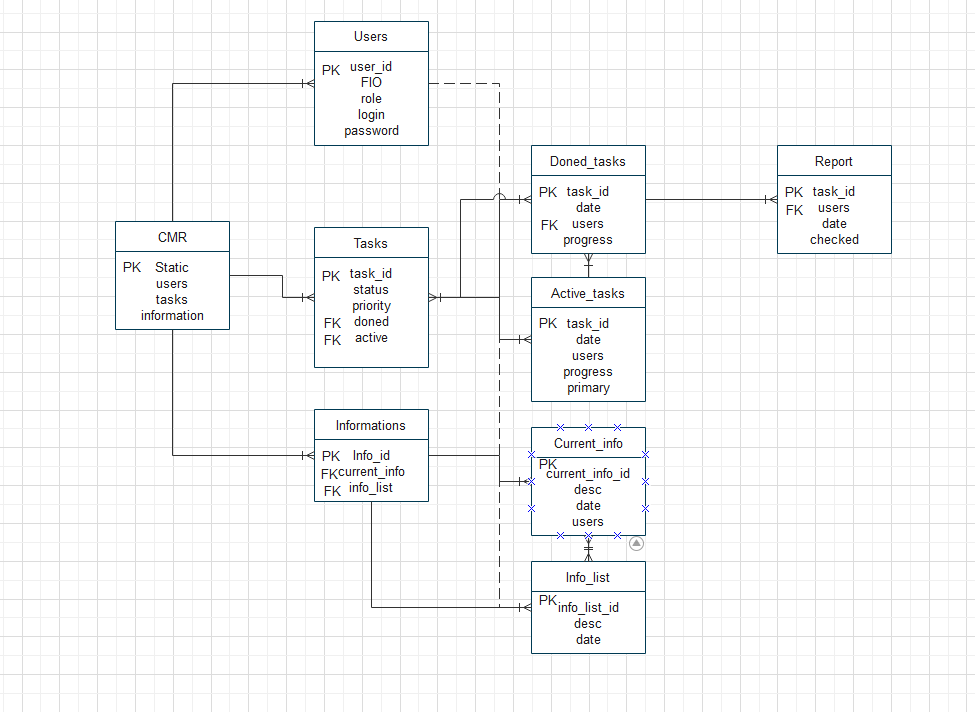 Users
PK user_id
FIO
role
login
password
CMR
PK Static
users
tasks
information
Tasks
PK task_id
status
priority
FK doned
FK active
Informations
PK Info_id
FK current_info
FK info_list
Doned_tasks
PK task_id
date
FK users
progress
Report
PK task_id
FK users
date
checked
Active_tasks
PK task_id
date
users
progress
primary
Current_info
PK
current_info_id
desc
date
users
Info_list
PK info_list_id
desc
date